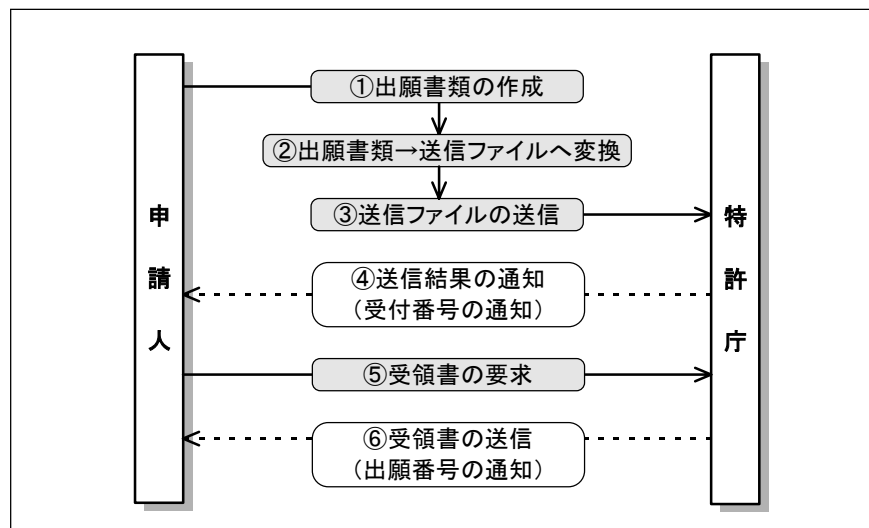 申請人
①出願書類の作成
②出願書類→送信ファイルへ変換
③送信ファイルの送信
④送信結果の通知
（受付番号の通知）
⑤受領書の要求
⑥受領書の送信
（出願番号の通知）
特許庁